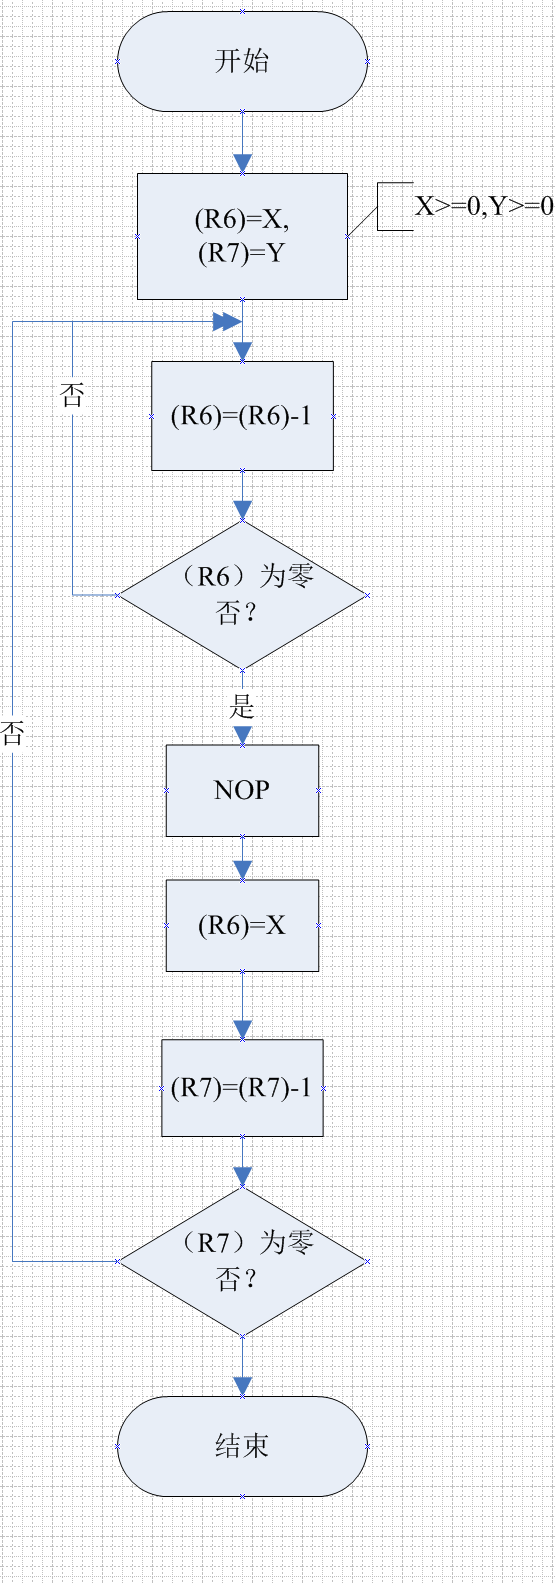 开始
(R6)=X,
(R7)=Y
X>=0,Y>=0
否
(R6)=(R6)-1
（R6）为零
否？
是
否
NOP
(R6)=X
(R7)=(R7)-1
（R7）为零
否？
结束